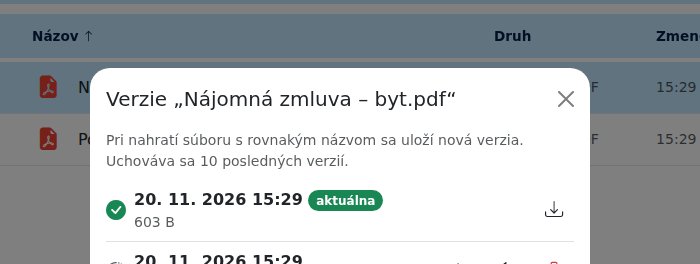 Názov ↑ Druh Zmen
N F 15:29
Verzie „Nájomná zmluva – byt.pdf“
Pri nahratí súboru s rovnakým názvom sa uloží nová verzia.
P F 15:29
Uchováva sa 10 posledných verzií.
20. 11. 2026 15:29 aktuálna
603 B
20. 11. 2026 15:29